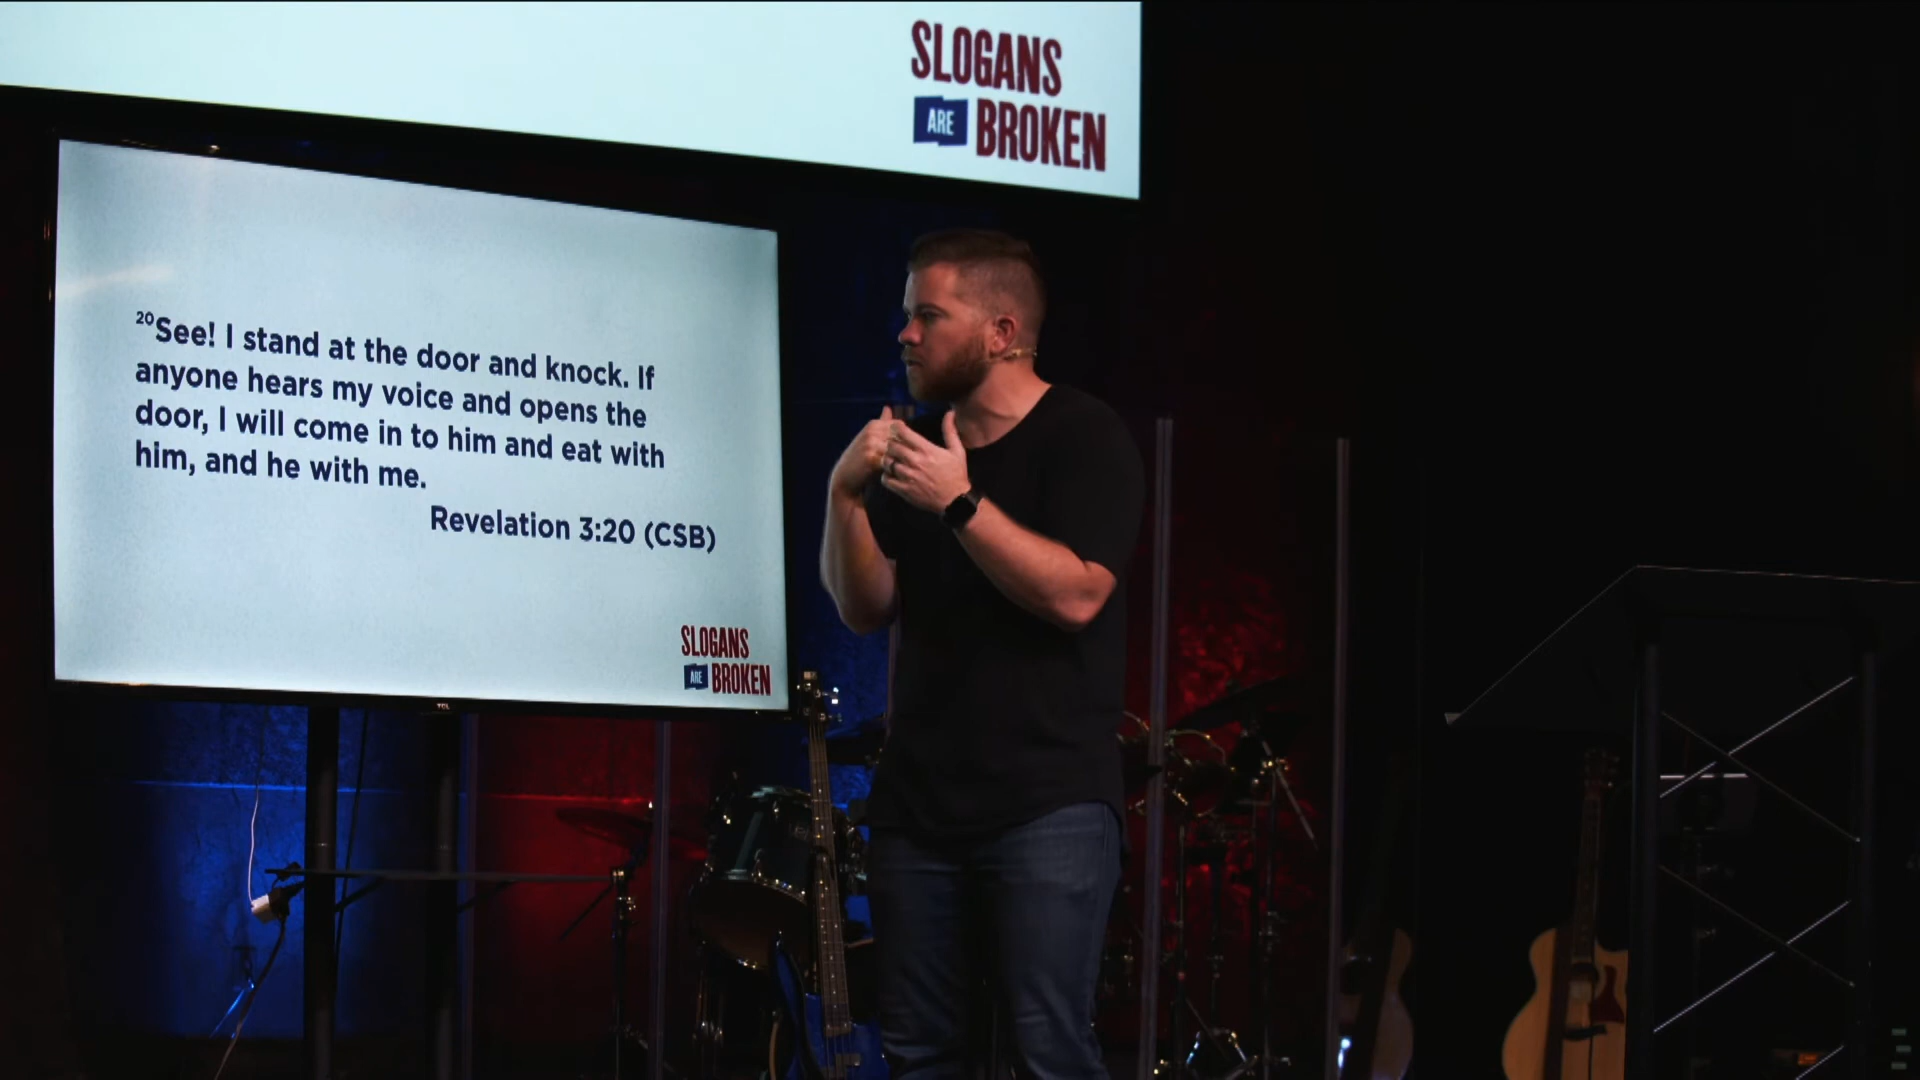 SLOGANS
ARE BROKEN
20See! I stand at the door and knock. If
anyone hears my voice and opens the
door, I will come in to him and eat with
him, and he with me.
Revelation 3:20 (CSB)
SLOGANS
ARE BROKEN
TCL